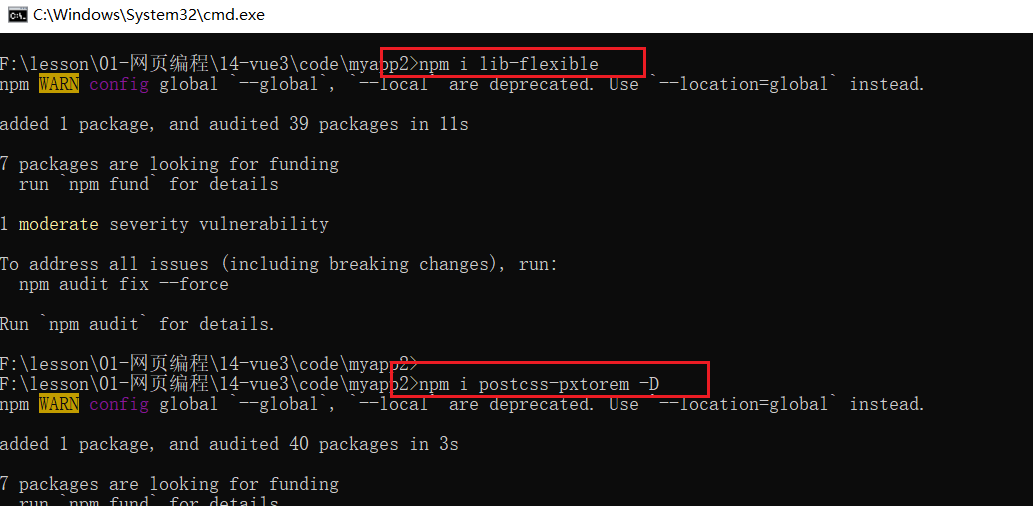 C:\Windows\System32\cmd.exe
F:\lesson\01-网页编程\14-vue3\code\myapp2>npm i lib-flexible
npm WARN config global `--global`, `--local` are deprecated. Use `--location=global` instead.
added 1 package, and audited 39 packages in 11s
7 packages are looking for funding
run `npm fund` for details
1 moderate severity vulnerability
To address all issues (including breaking changes), run:
npm audit fix --force
Run `npm audit` for details.
F:\lesson\01-网页编程\14-vue3\code\myapp2>
F:\lesson\01-网页编程\14-vue3\code\myapp2>npm i postcss-pxtorem -D
npm WARN config global `--global`, `--local` are deprecated. Use `--location=global` instead.
added 1 package, and audited 40 packages in 3s
7 packages are looking for funding
run `npm fund` for details